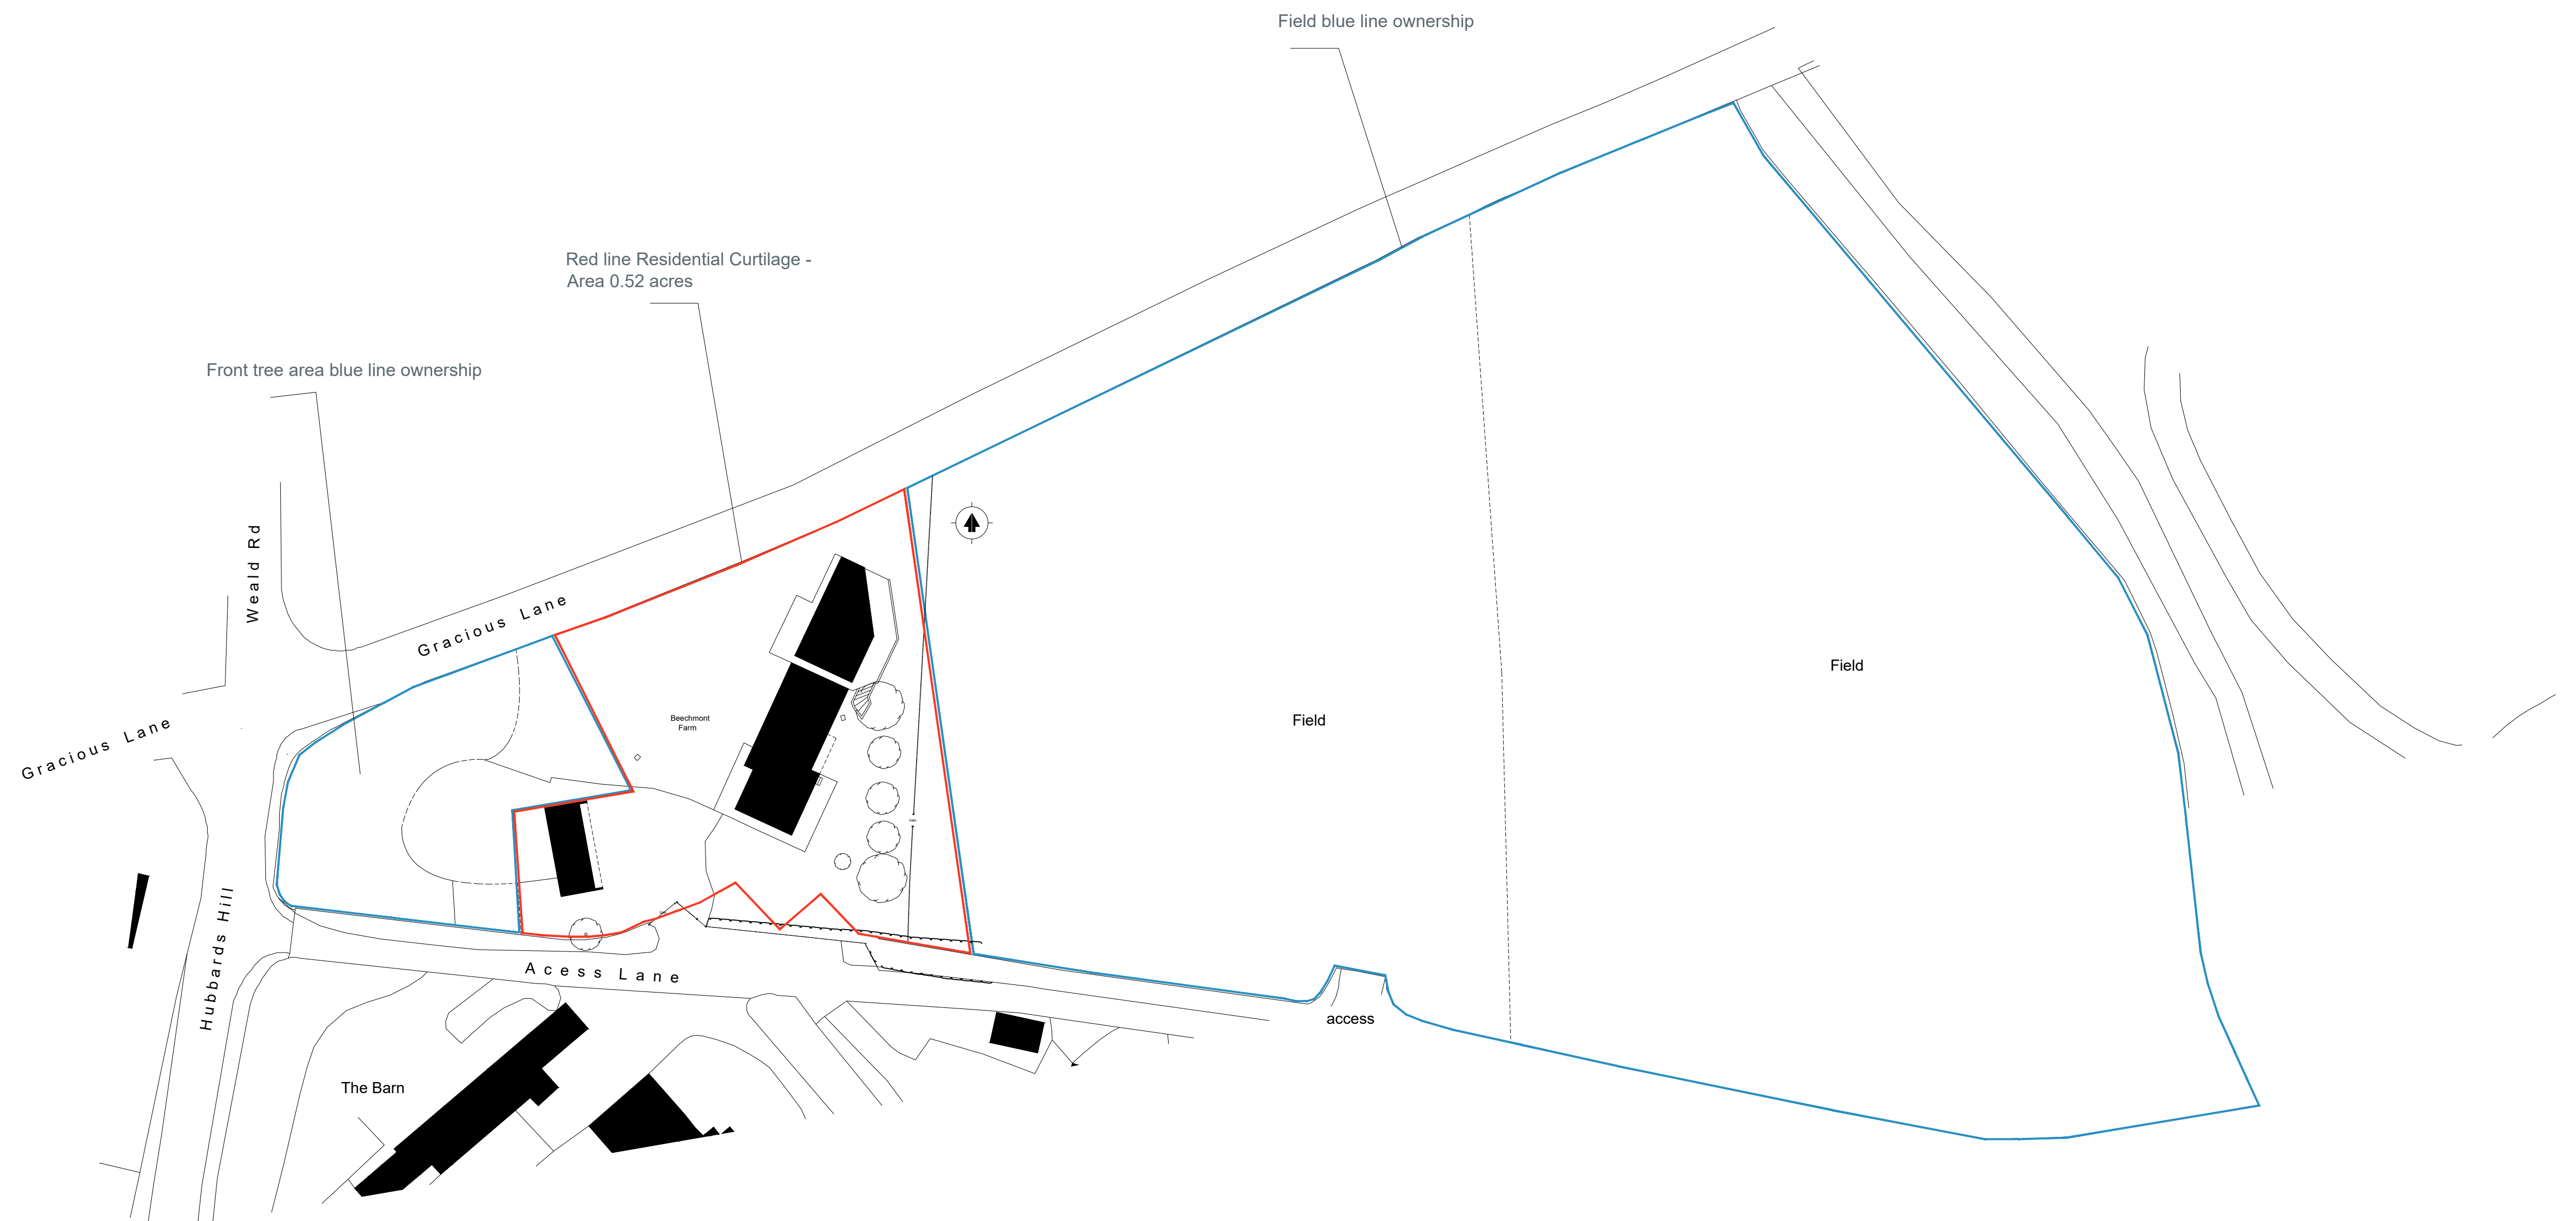 Field blue line ownership
Red line Residential Curtilage -
Area 0.52 acres
Front tree area blue line ownership
Weald Rd
Gracious Lane
Gracious Lane
Beechmont
Farm
Field
Field
Hubbards Hill
Acess Lane
access
The Barn